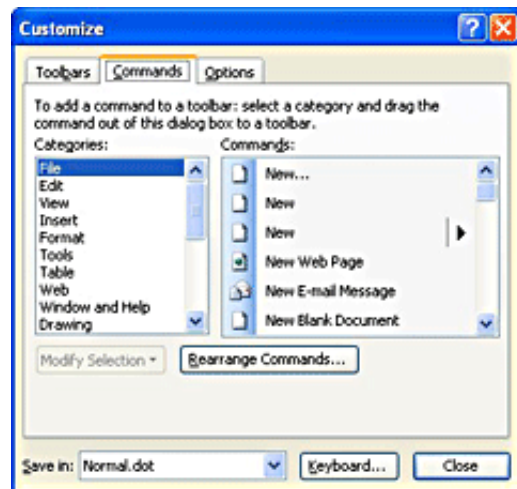 Customize
Toolbars Commands Options
To add a command to a toolbar: select a category and drag the
command out of this dialog box to a toolbar.
Categories:
File
Edit
View
Insert
Format
Tools
Table
Web
Window and Help
Drawing
Commands:
New...
New
New
New Web Page
New E-mail Message
New Blank Document
Modify Selection
Rearrange Commands...
Save in: Normal.dot
Keyboard...
Close